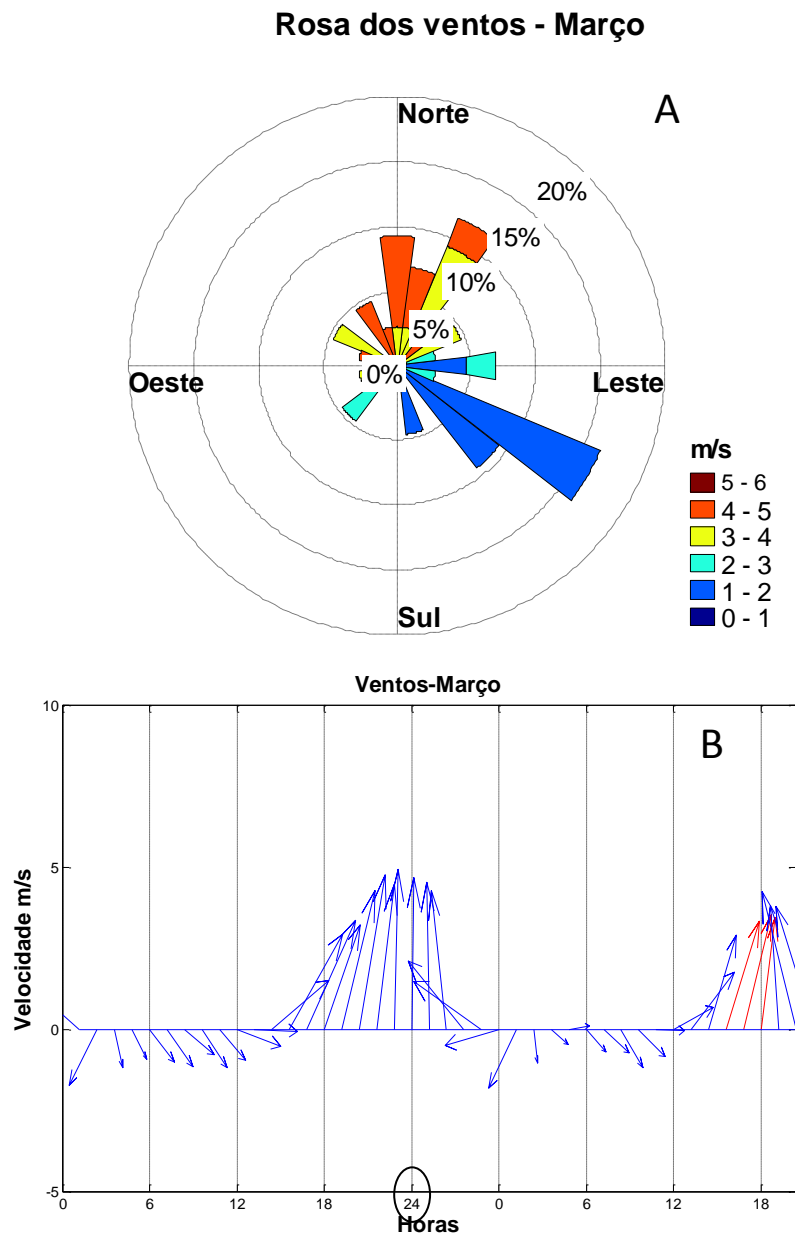 Rosa dos ventos - Março
A
Norte
20%
15%
10%
5%
0%
Oeste
Leste
Sul
m/s
5 - 6
4 - 5
3 - 4
2 - 3
1 - 2
0 - 1
Ventos-Março
B
10
5
0
-5
Velocidade m/s
0 6 12 18 24 0 6 12 18
Horas